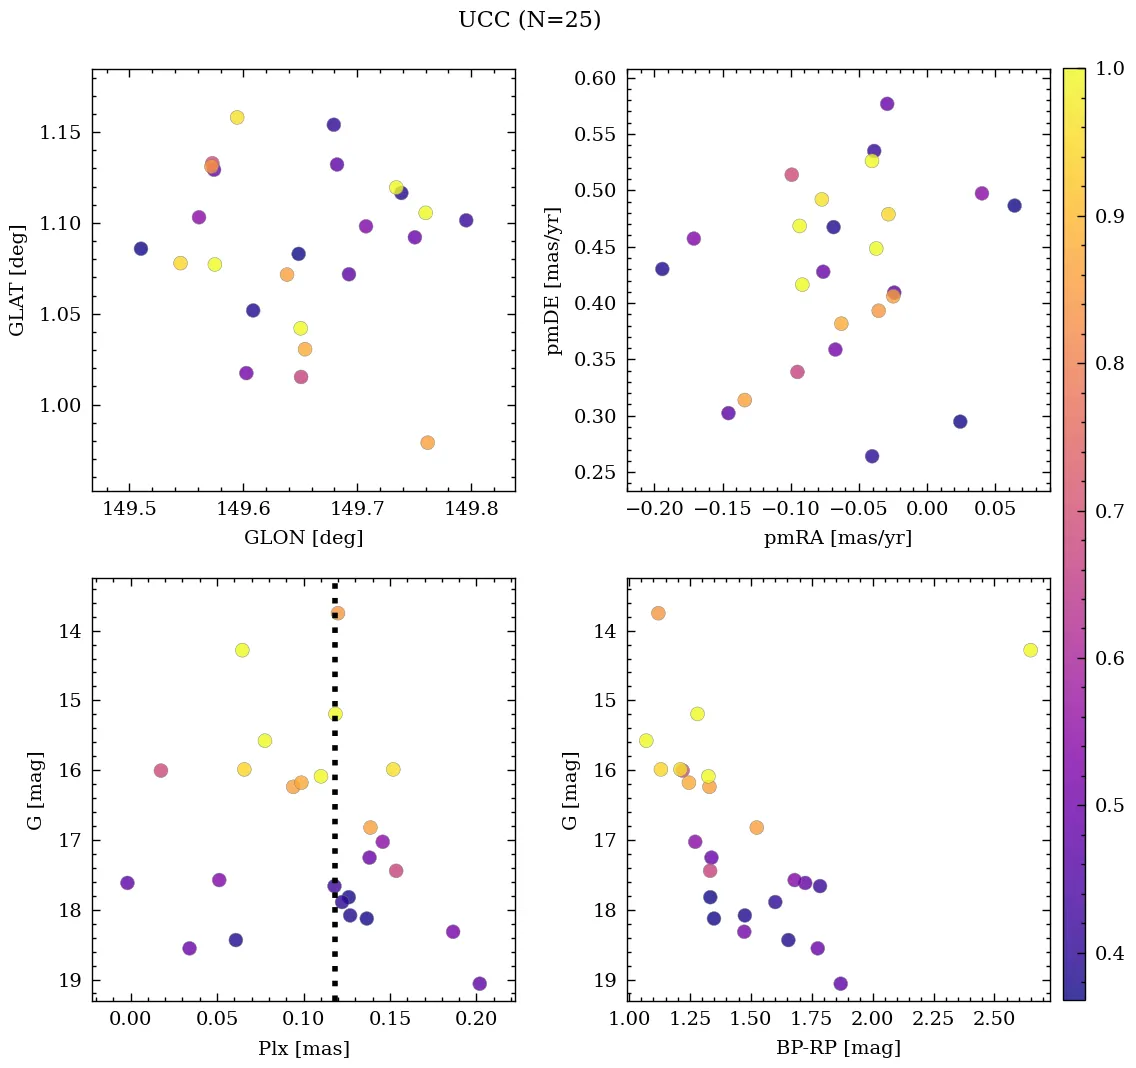 UCC (N=25)
1.15
1.10
1.05
1.00
GLAT [deg]
149.5 149.6 149.7 149.8
GLON [deg]
0.60
0.55
0.50
0.45
0.40
0.35
0.30
0.25
pmDE [mas/yr]
−0.20 −0.15 −0.10 −0.05 0.00 0.05
pmRA [mas/yr]
14
15
16
17
18
19
G [mag]
0.00 0.05 0.10 0.15 0.20
Plx [mas]
14
15
16
17
18
19
G [mag]
1.00 1.25 1.50 1.75 2.00 2.25 2.50
BP-RP [mag]
1.0
0.9
0.8
0.7
0.6
0.5
0.4